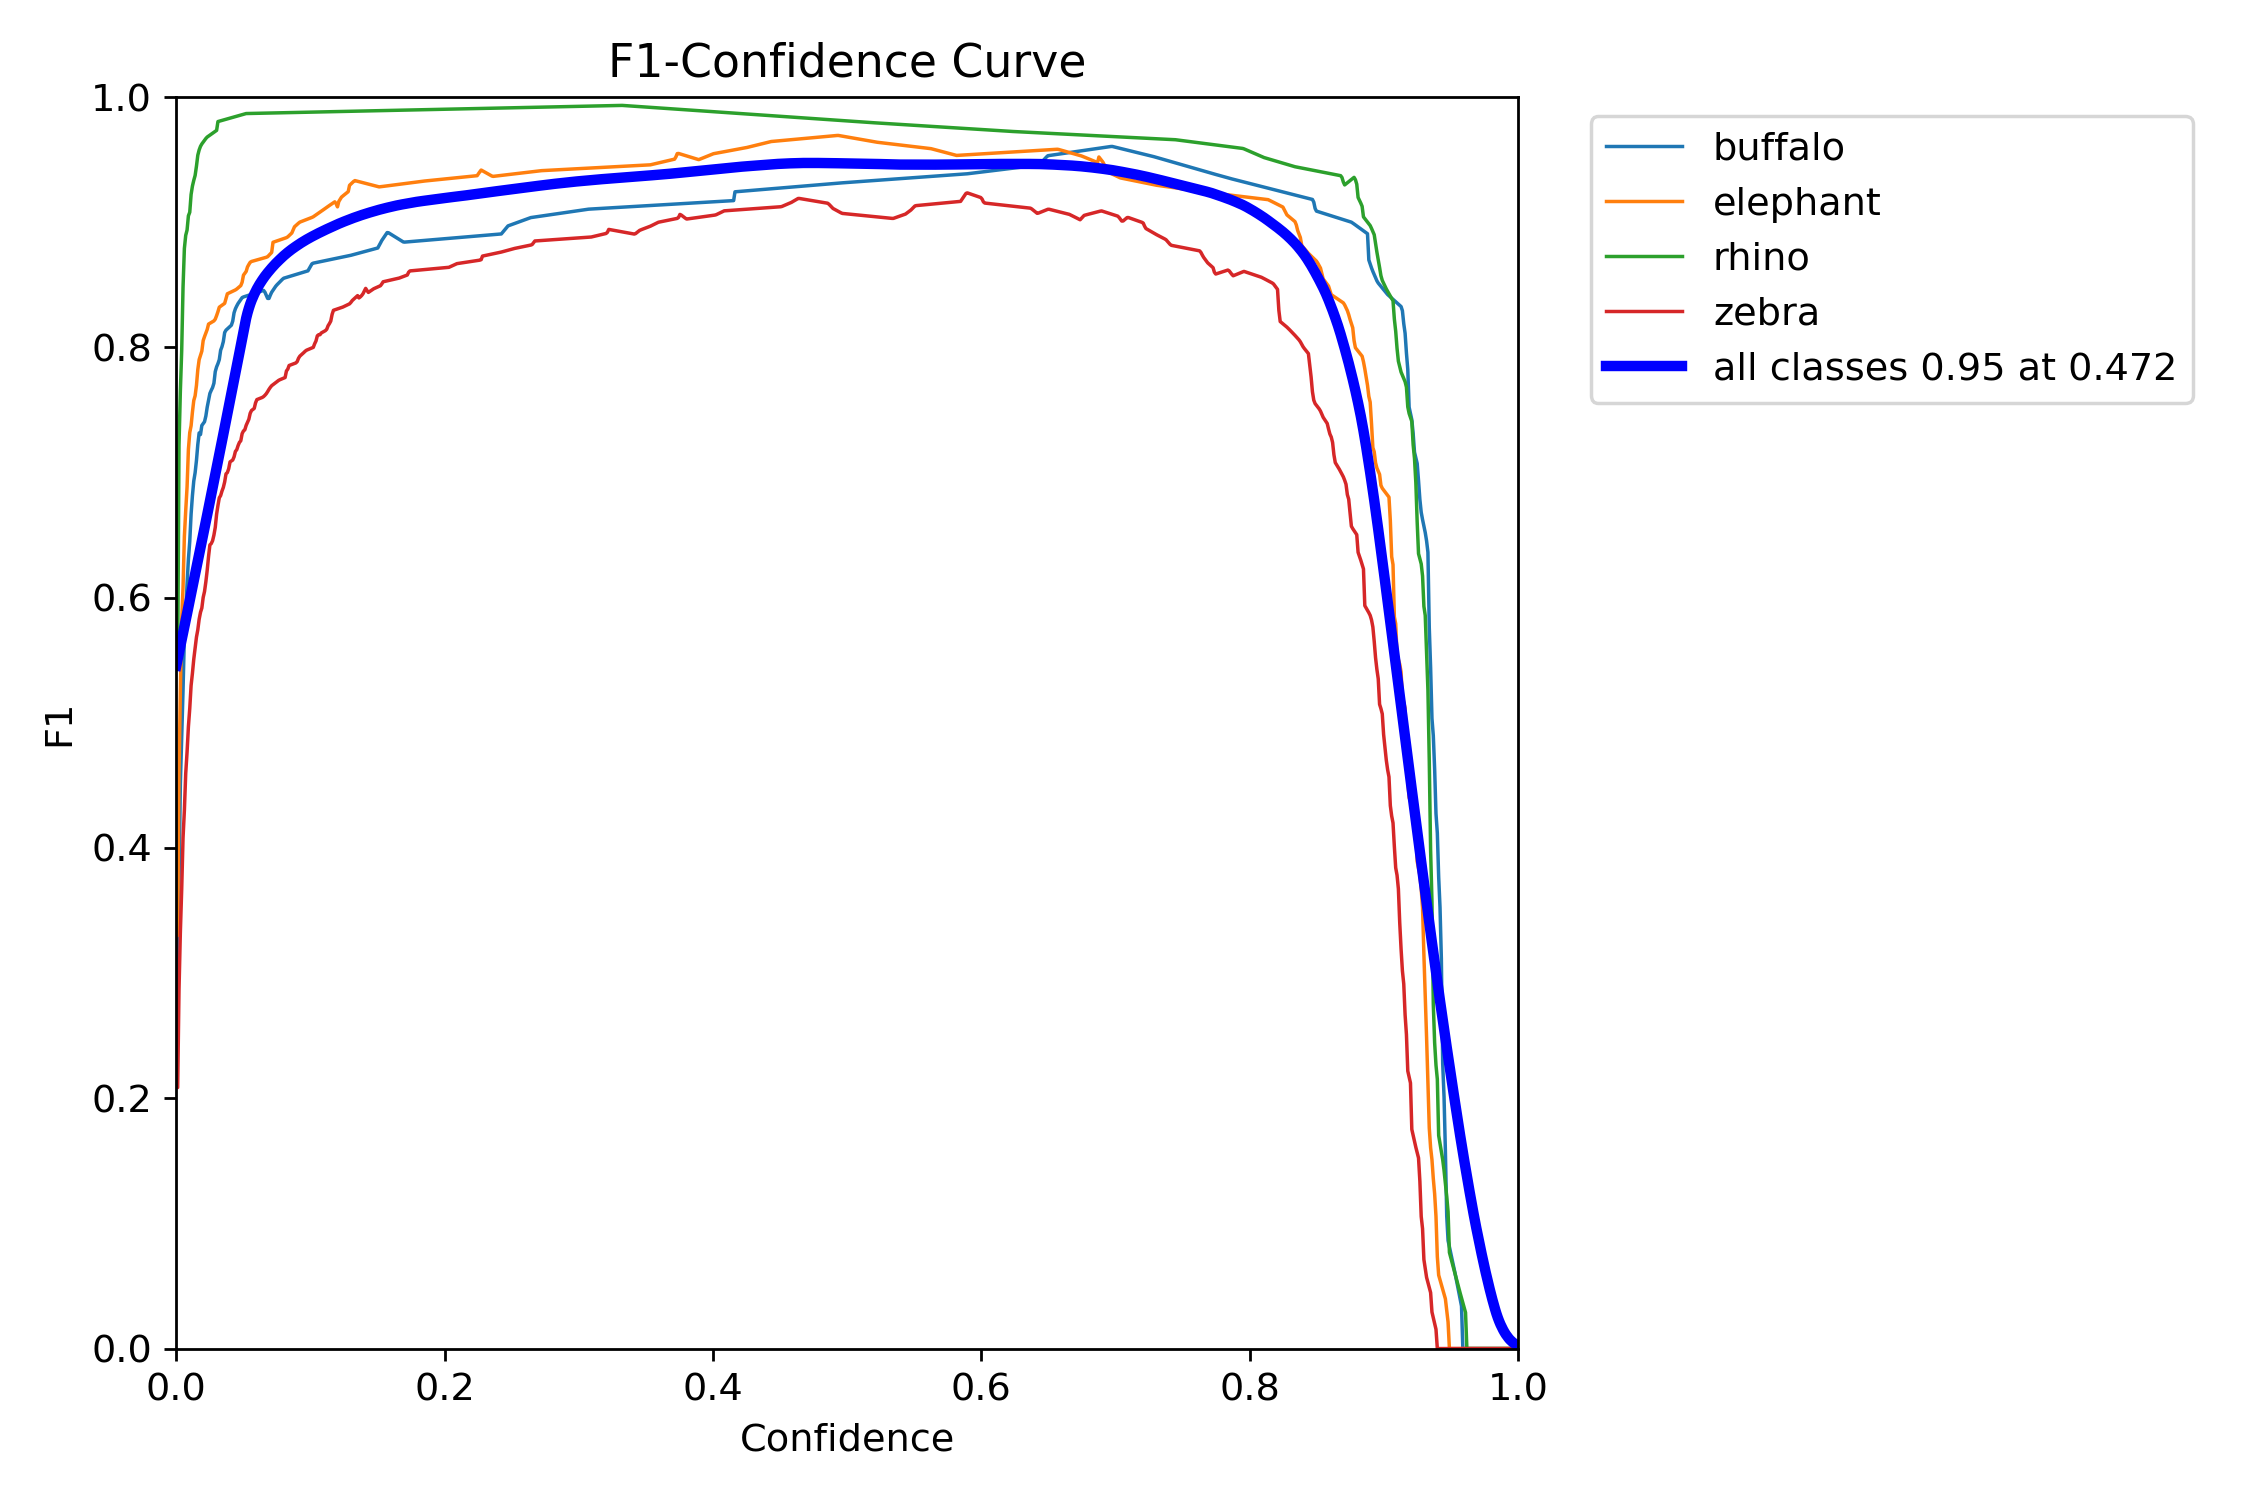 F1-Confidence Curve
1.0
0.8
0.6
0.4
0.2
0.0
F1
0.0 0.2 0.4 0.6 0.8 1.0
Confidence
buffalo
elephant
rhino
zebra
all classes 0.95 at 0.472